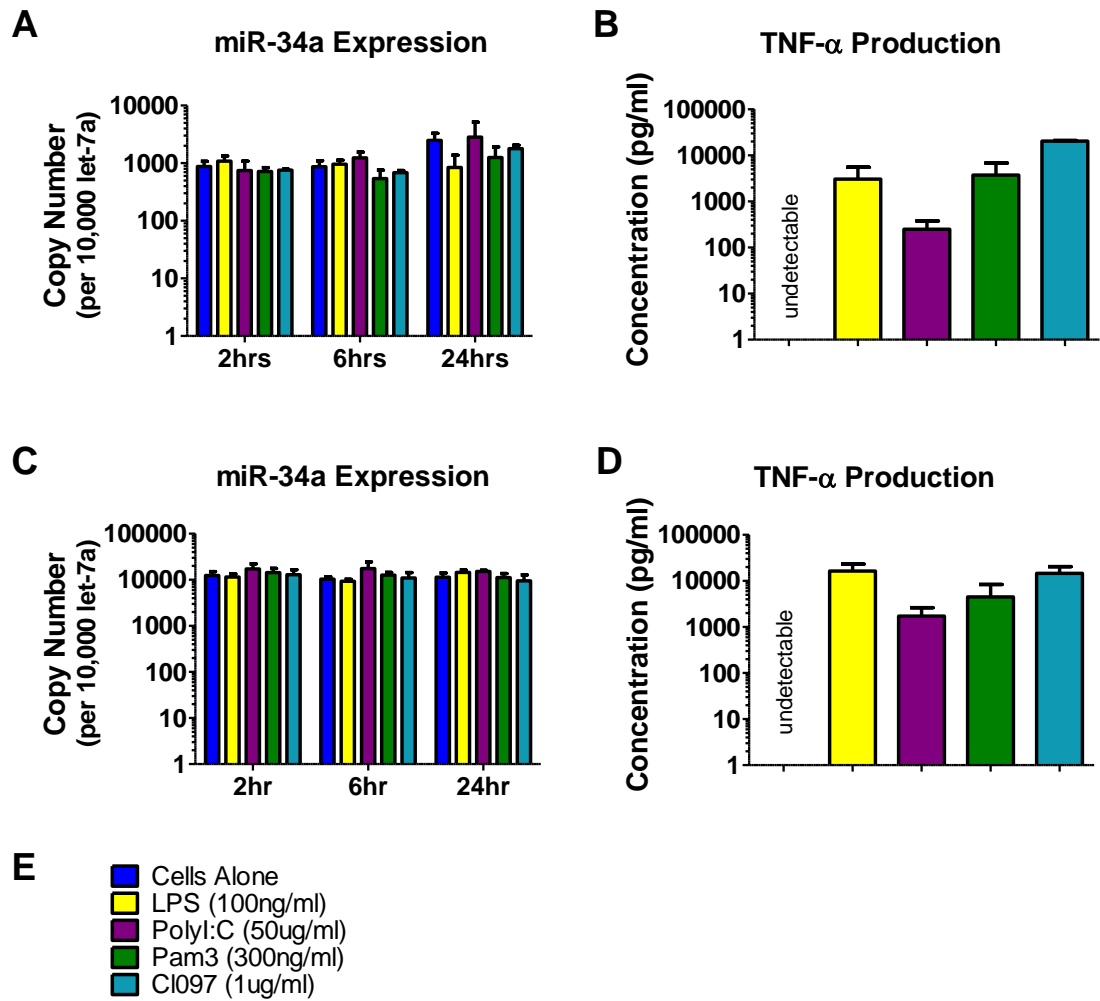 A
miR-34a Expression
Copy Number
(per 10,000 let-7a)
10000
1000
100
10
1
2hrs
6hrs
24hrs
B
TNF-α Production
Concentration (pg/ml)
100000
10000
1000
100
10
1
undetectable
C
miR-34a Expression
Copy Number
(per 10,000 let-7a)
100000
10000
1000
100
10
1
2hr
6hr
24hr
D
TNF-α Production
Concentration (pg/ml)
100000
10000
1000
100
10
1
undetectable
E
Cells Alone
LPS (100ng/ml)
PolyI:C (50ug/ml)
Pam3 (300ng/ml)
Cl097 (1ug/ml)